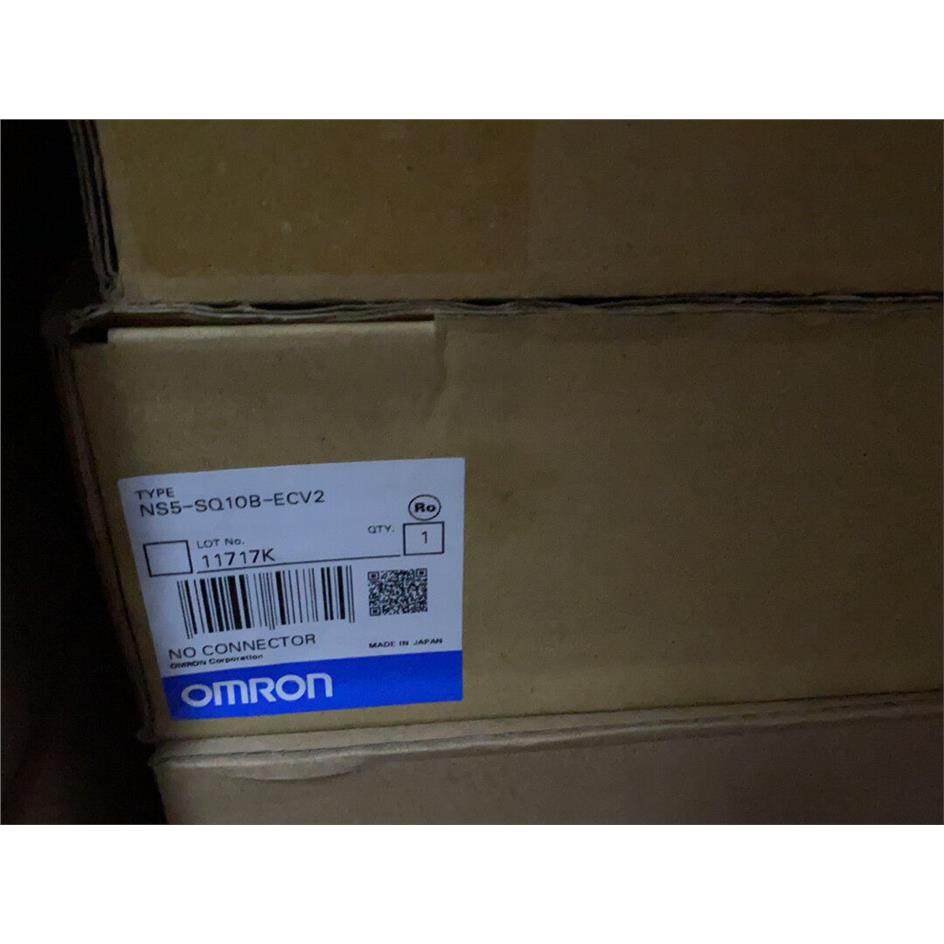 TYPE
NS5-SQ10B-ECV2
Ro
LOT No.
11717K
QTY.
1
NO CONNECTOR
MADE IN JAPAN
OMRON Corporation
OMRON